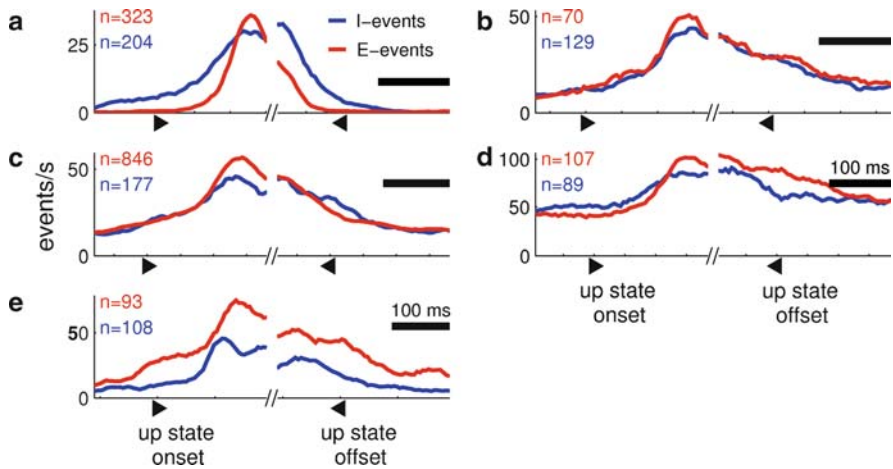 a
n=323
n=204
I-events
E-events
25
0
b
n=70
n=129
50
0
c
n=846
n=177
50
0
events/s
d
n=107
n=89
100 ms
100
50
0
up state
onset
up state
offset
e
n=93
n=108
100 ms
50
0
up state
onset
up state
offset